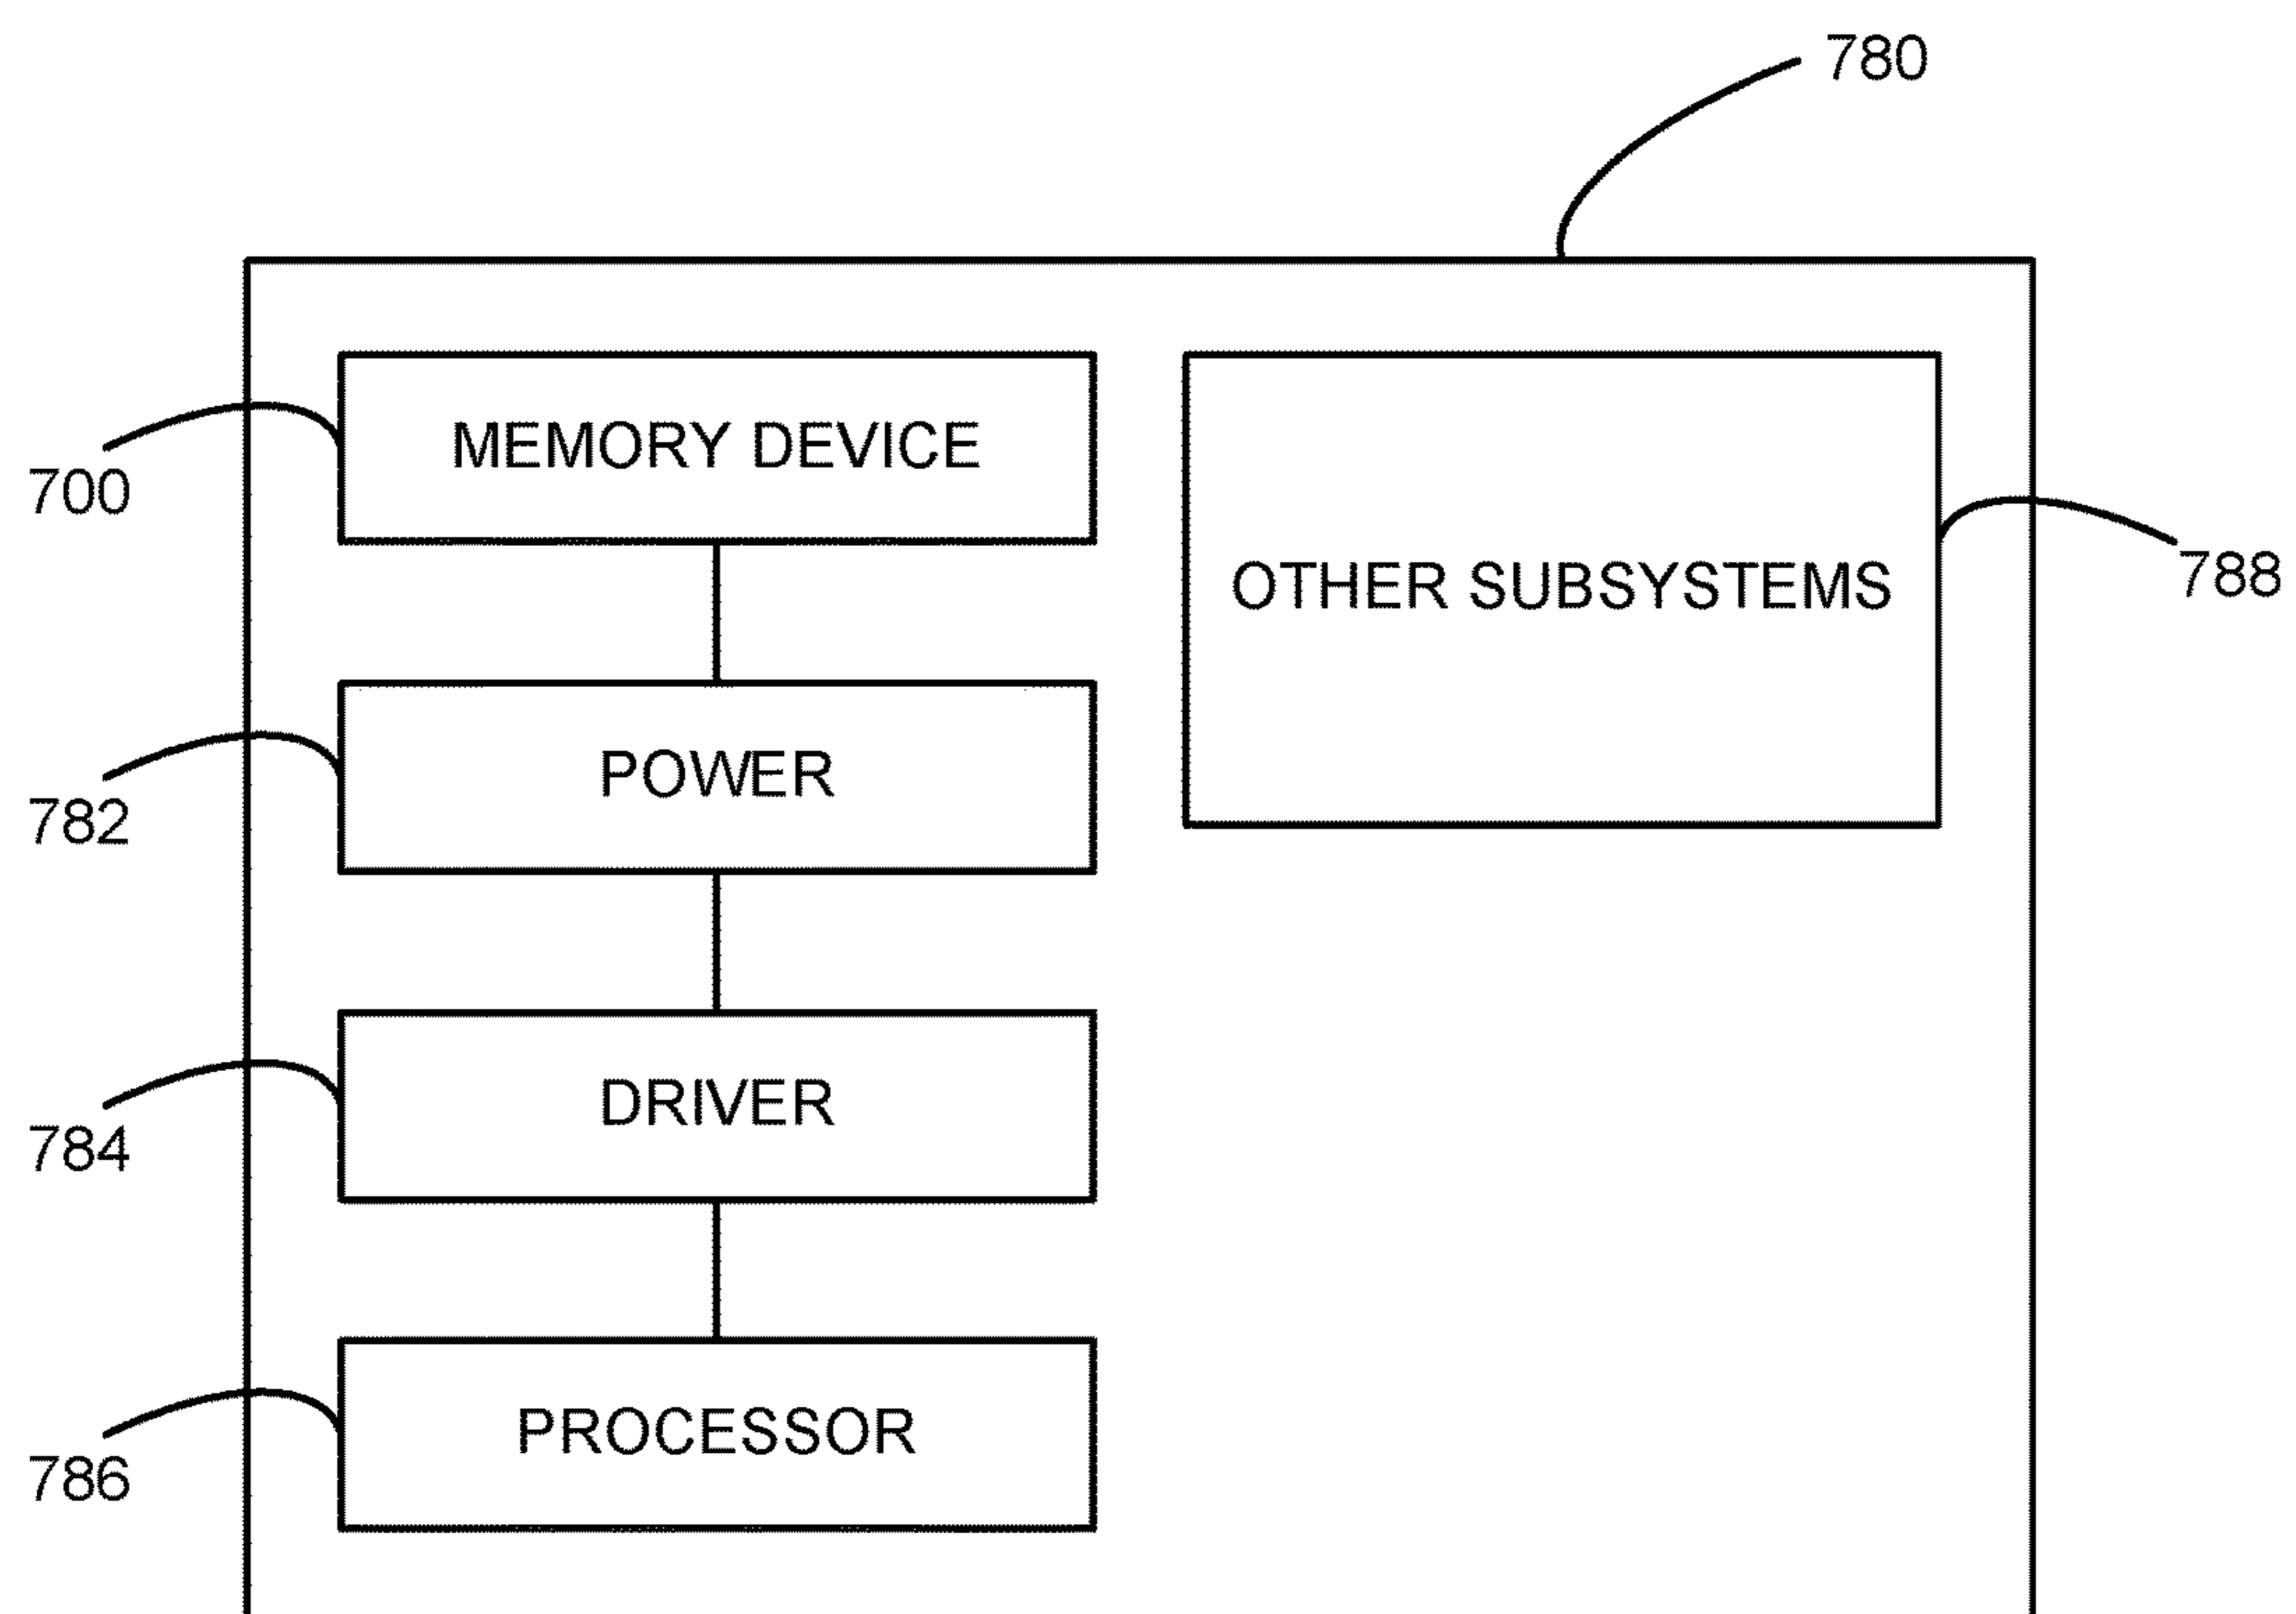 780
MEMORY DEVICE
700
OTHER SUBSYSTEMS
788
POWER
782
DRIVER
784
PROCESSOR
786